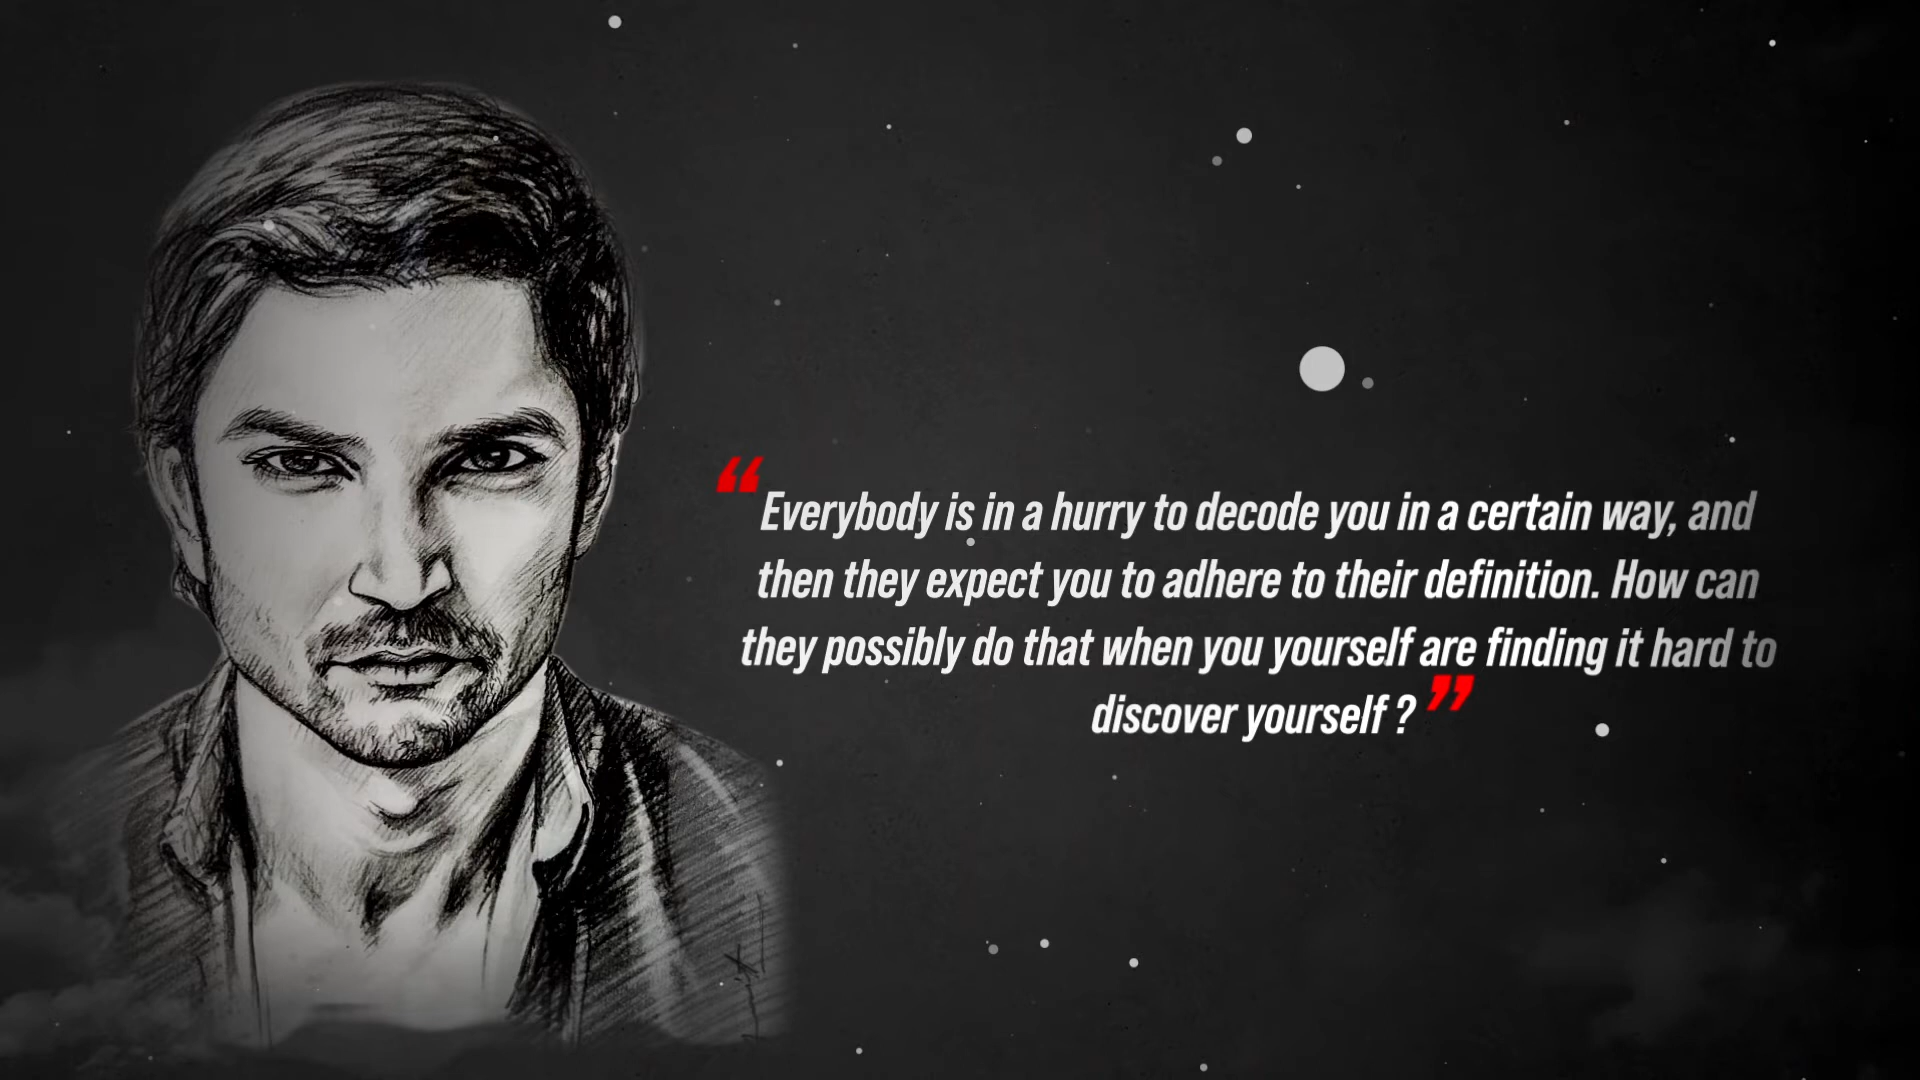 “Everybody is in a hurry to decode you in a certain way, and
then they expect you to adhere to their definition. How can
they possibly do that when you yourself are finding it hard to
discover yourself ?”